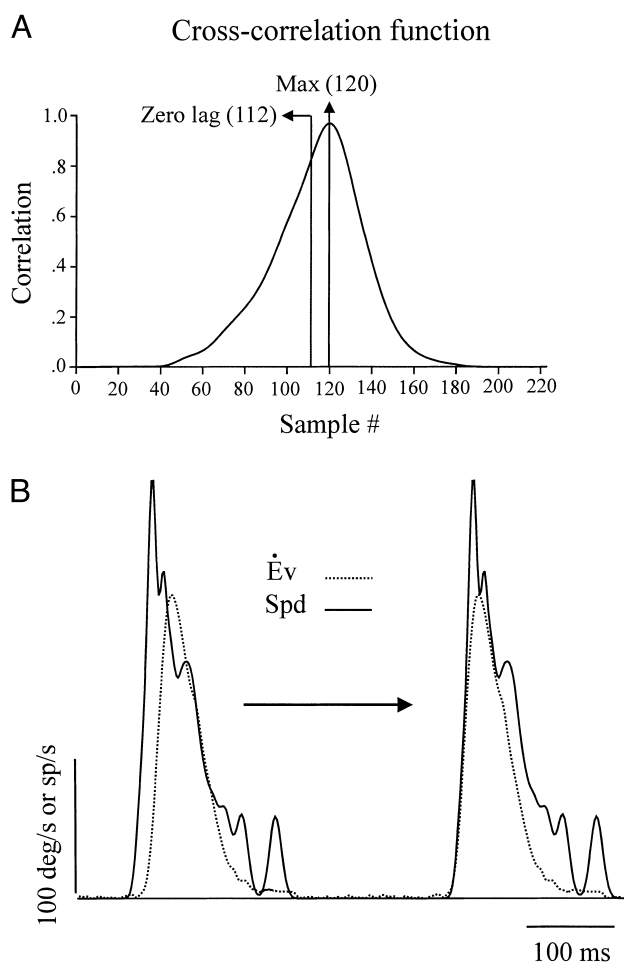 A
Cross-correlation function
Max (120)
Zero lag (112)
1.0
.8
.6
.4
.2
.0
Correlation
0 20 40 60 80 100 120 140 160 180 200 220
Sample #
B
Ėv
Spd
100 deg/s or sp/s
100 ms